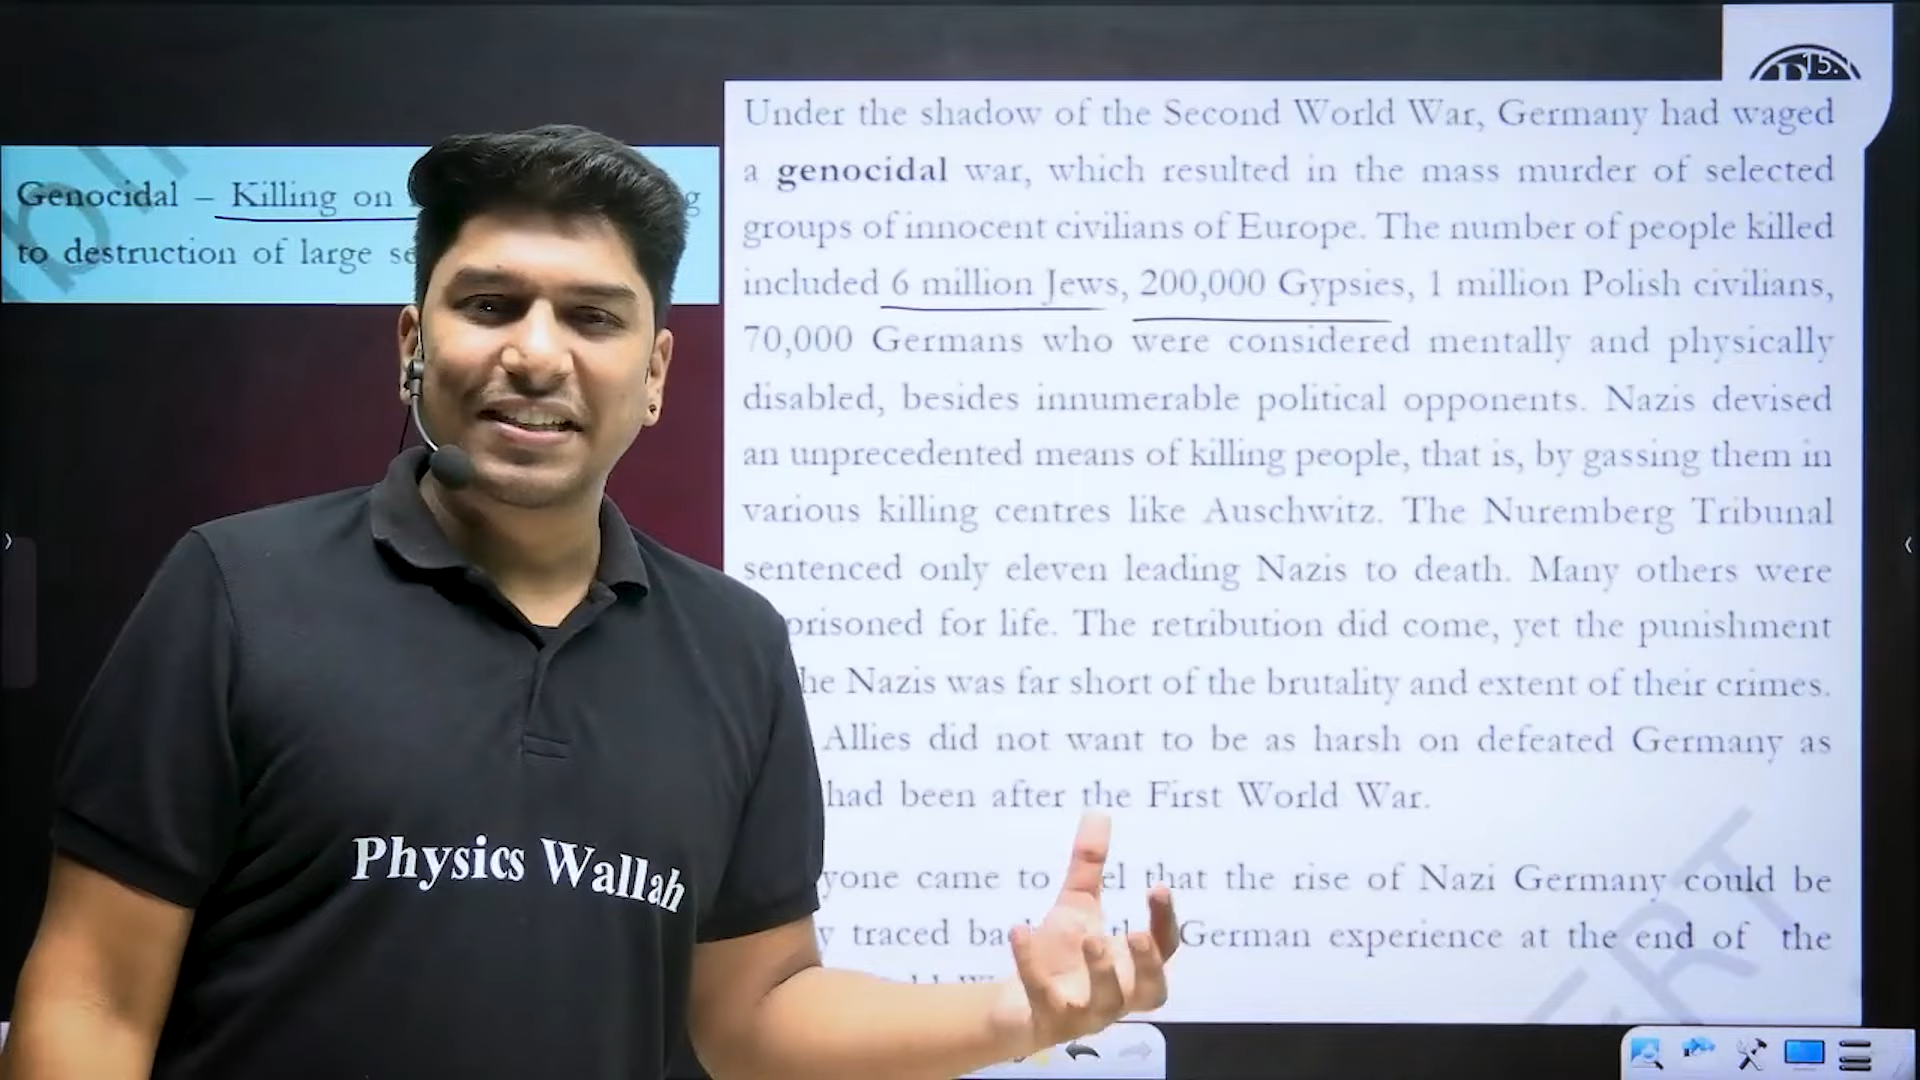 15.
Genocidal – Killing on
to destruction of large
Under the shadow of the Second World War, Germany had waged
a genocidal war, which resulted in the mass murder of selected
groups of innocent civilians of Europe. The number of people killed
included 6 million Jews, 200,000 Gypsies, 1 million Polish civilians,
70,000 Germans who were considered mentally and physically
disabled, besides innumerable political opponents. Nazis devised
an unprecedented means of killing people, that is, by gassing them in
various killing centres like Auschwitz. The Nuremberg Tribunal
sentenced only eleven leading Nazis to death. Many others were
prisoned for life. The retribution did come, yet the punishment
he Nazis was far short of the brutality and extent of their crimes.
Allies did not want to be as harsh on defeated Germany as
had been after the First World War.
yone came to that the rise of Nazi Germany could be
y traced German experience at the end of the
Physics Wallah